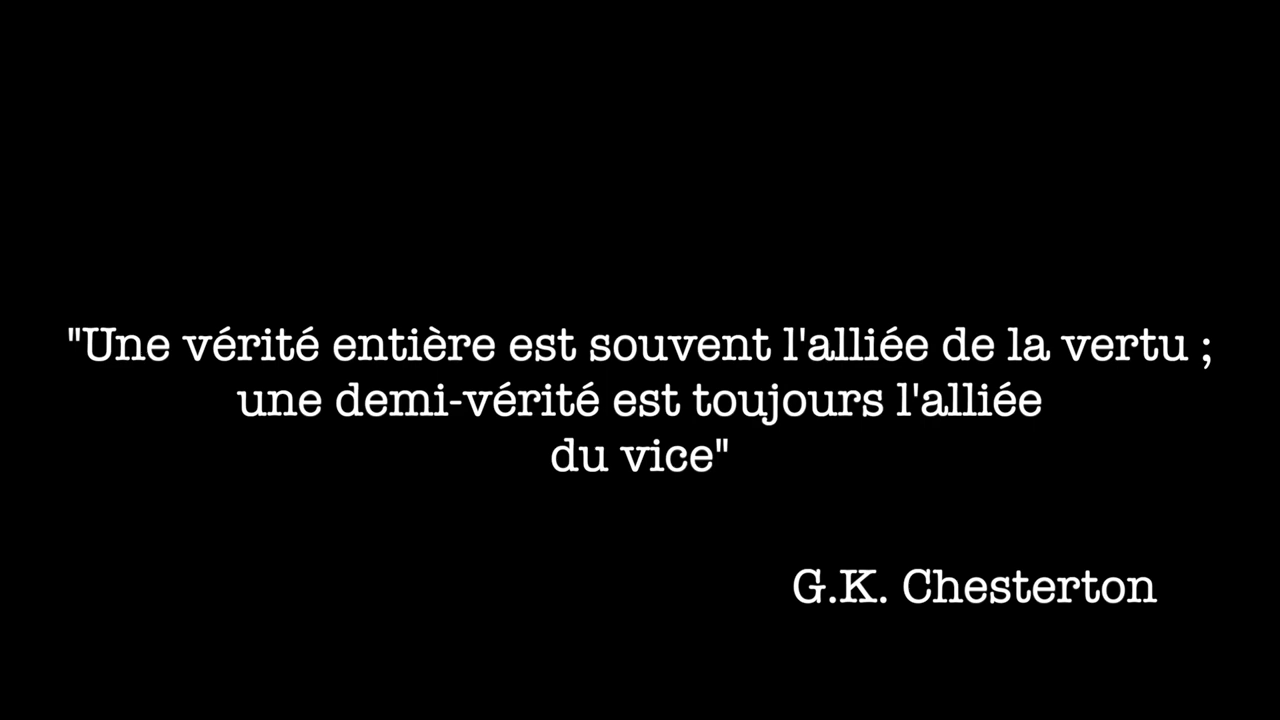 "Une vérité entière est souvent l'alliée de la vertu ;
une demi-vérité est toujours l'alliée
du vice"
G.K. Chesterton